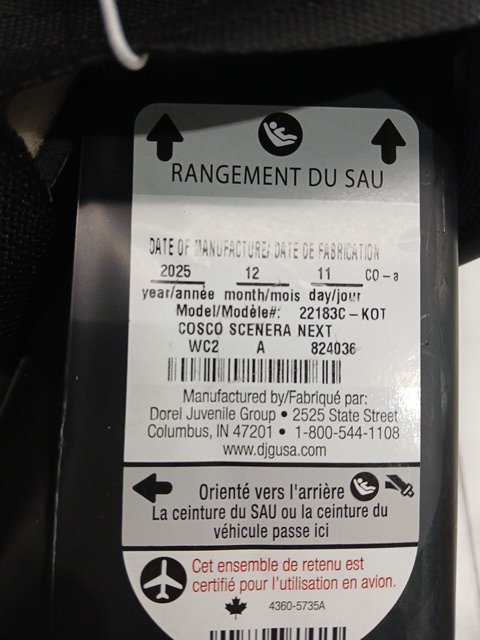 RANGEMENT DU SAU
DATE OF MANUFACTURE/ DATE DE FABRICATION
2025 12 11 CO-a
year/année month/mois day/jour
Model/Modèle#: 22183C-KOT
COSCO SCENERA NEXT
WC2 A 824036
Manufactured by/Fabriqué par:
Dorel Juvenile Group • 2525 State Street
Columbus, IN 47201 • 1-800-544-1108
www.djgusa.com
Orienté vers l'arrière
La ceinture du SAU ou la ceinture du
véhicule passe ici
Cet ensemble de retenu est
certifié pour l'utilisation en avion.
4360-5735A